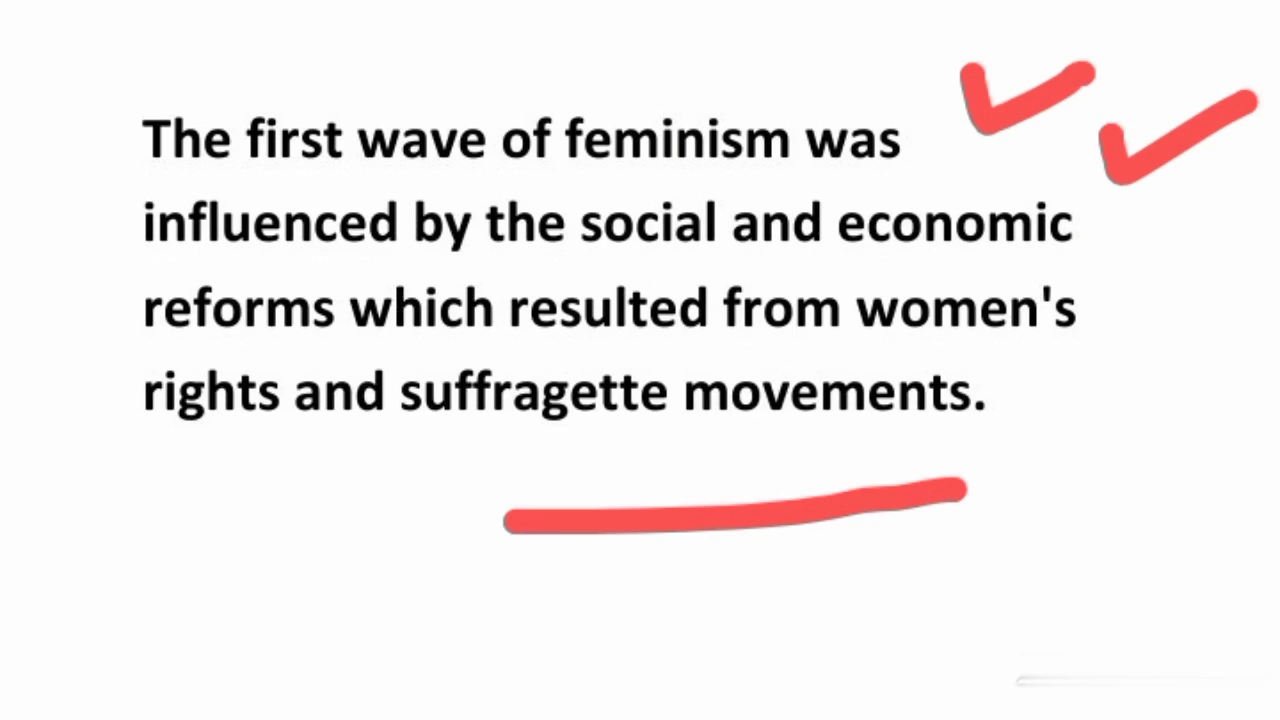 The first wave of feminism was
influenced by the social and economic
reforms which resulted from women's
rights and suffragette movements.